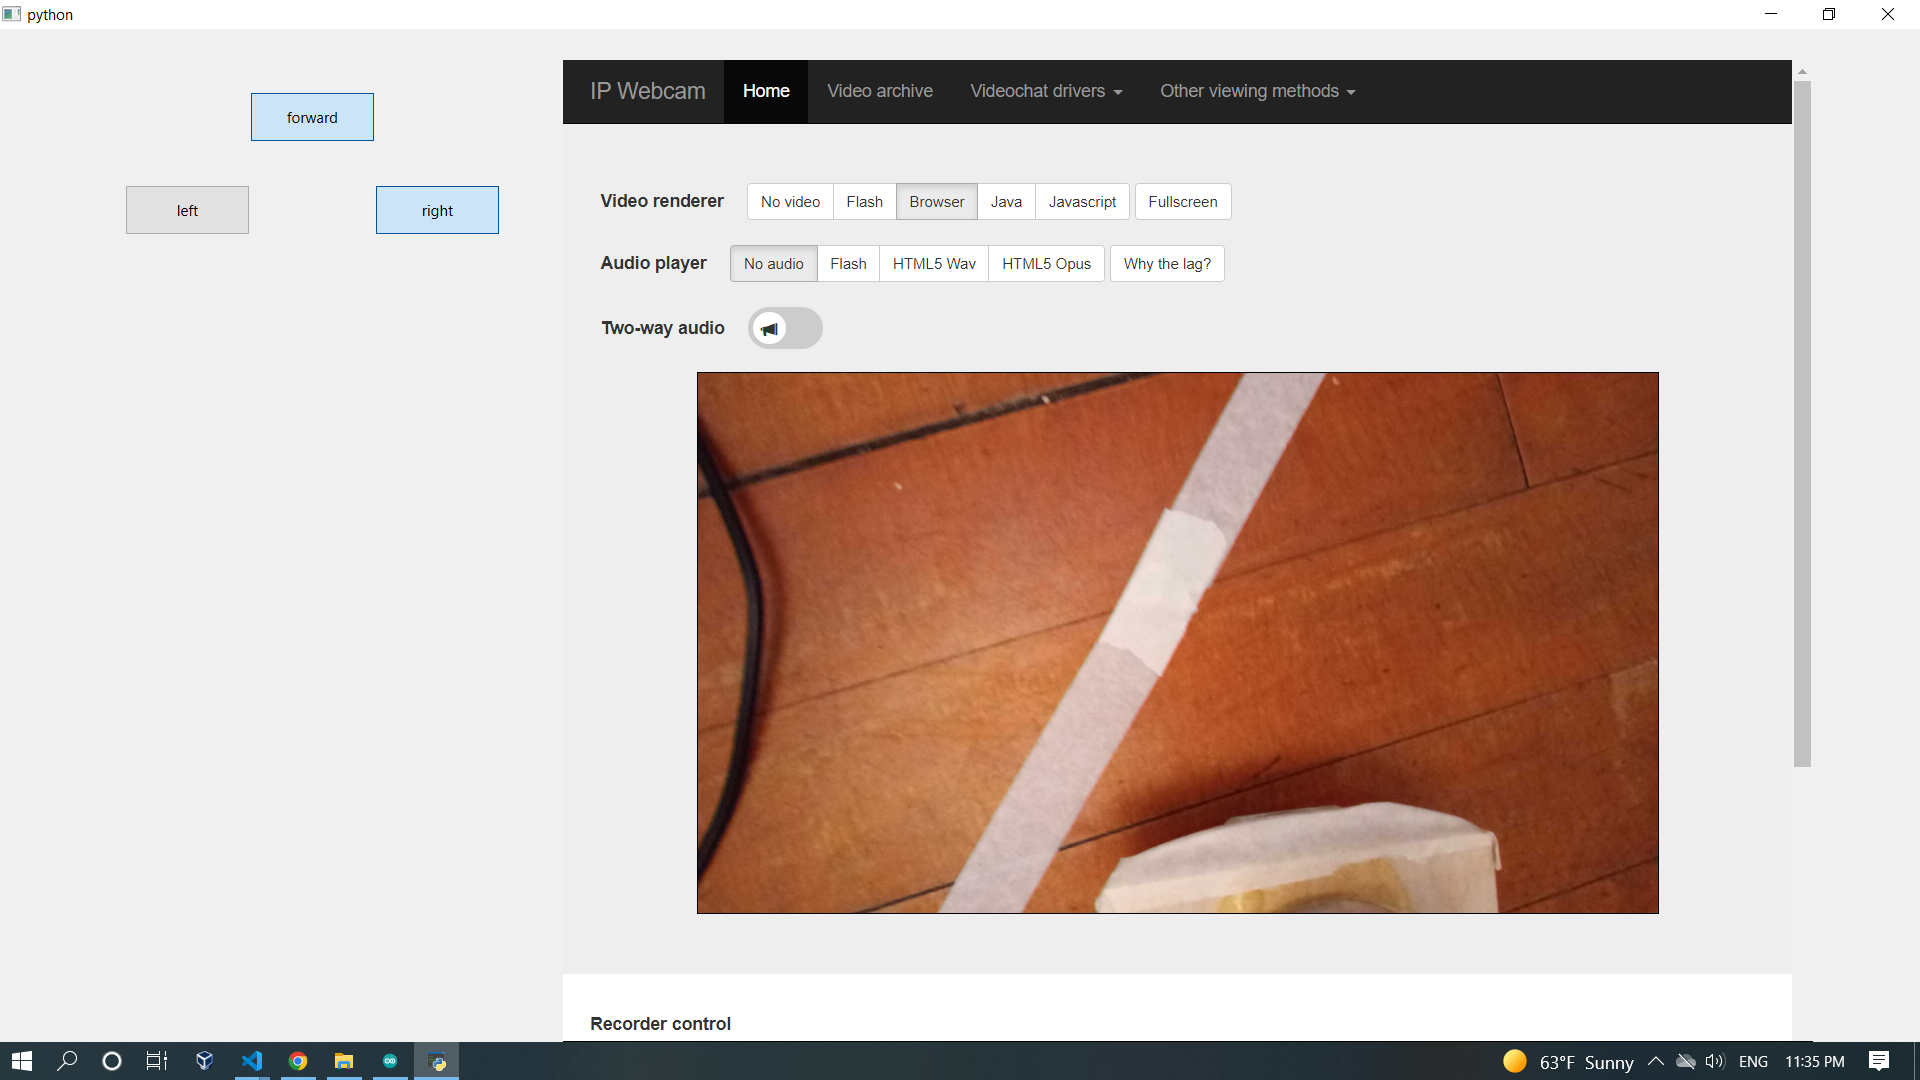 python
forward
left right
IP Webcam Home Video archive Videochat drivers Other viewing methods
Video renderer No video Flash Browser Java Javascript Fullscreen
Audio player No audio Flash HTML5 Wav HTML5 Opus Why the lag?
Two-way audio
Recorder control
63°F Sunny ENG 11:35 PM